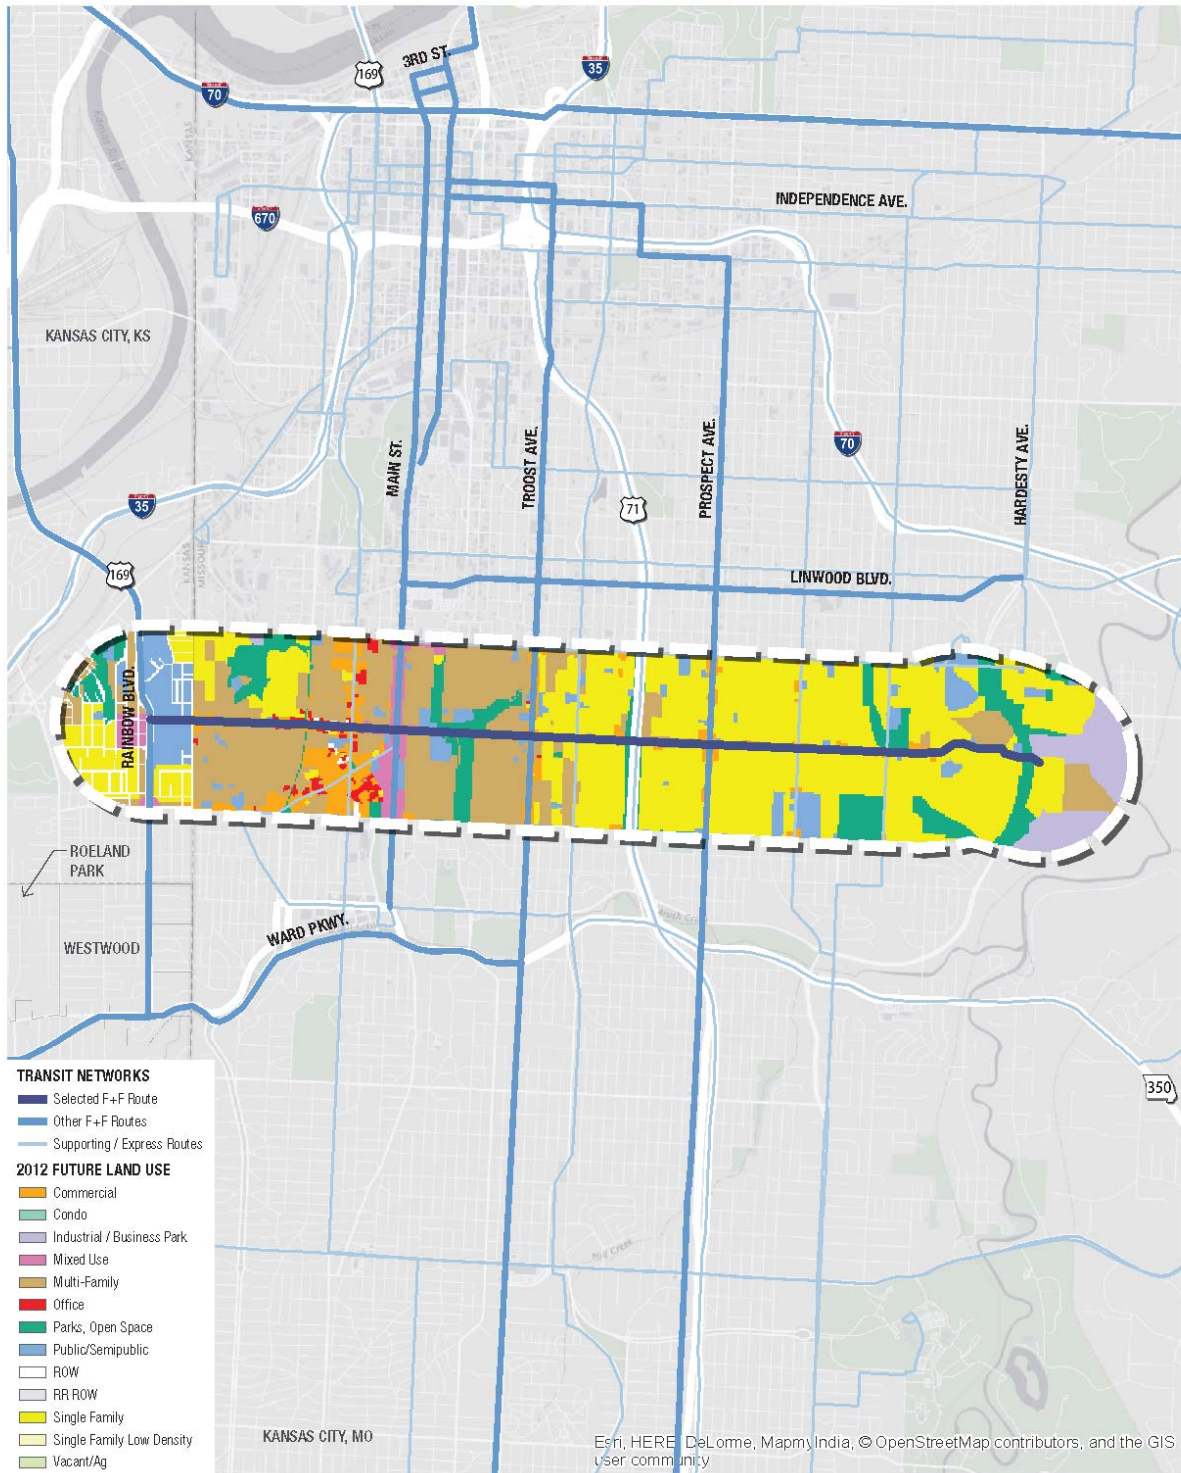 3RD ST.
169
35
70
KANSAS
INDEPENDENCE AVE.
670
KANSAS CITY, KS
MAIN ST.
TROOST AVE.
PROSPECT AVE.
HARDESTY AVE.
70
35
71
KANSAS
MISSOURI
169
LINWOOD BLVD.
RAINBOW BLVD.
ROELAND
PARK
WESTWOOD
WARD PKWY.
350
TRANSIT NETWORKS
Selected F+F Route
Other F+F Routes
Supporting / Express Routes
2012 FUTURE LAND USE
Commercial
Condo
Industrial / Business Park
Mixed Use
Multi-Family
Office
Parks, Open Space
Public/Semipublic
ROW
RR ROW
Single Family
Single Family Low Density
Vacant/Ag
KANSAS CITY, MO
Esri, HERE, DeLorme, MapmyIndia, © OpenStreetMap contributors, and the GIS
user community